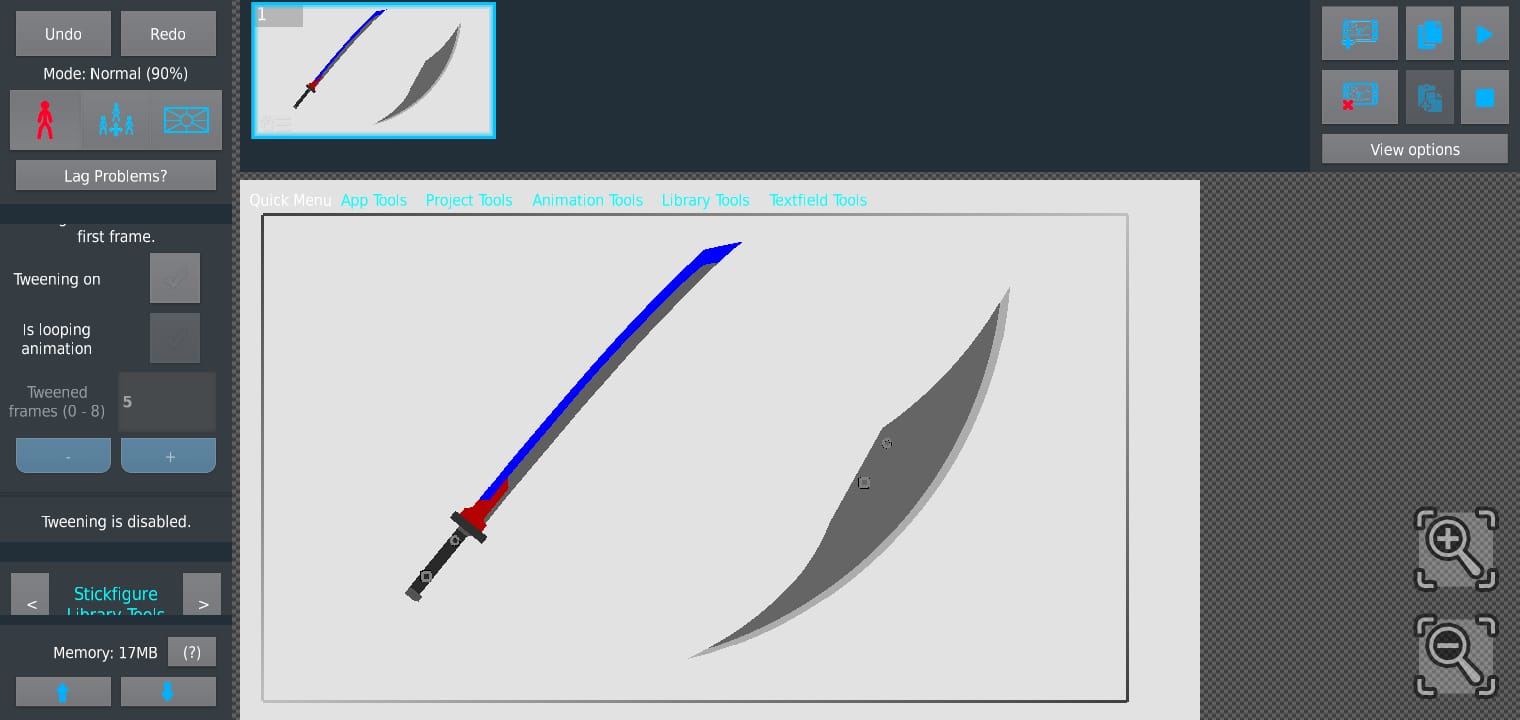 Undo
Redo
Mode: Normal (90%)
Lag Problems?
first frame.
Tweening on
Is looping
animation
Tweened
frames (0 - 8)
5
-
+
Tweening is disabled.
<
Stickfigure
Library Tools
>
Memory: 17MB
(?)
1
View options
Quick Menu
App Tools
Project Tools
Animation Tools
Library Tools
Textfield Tools